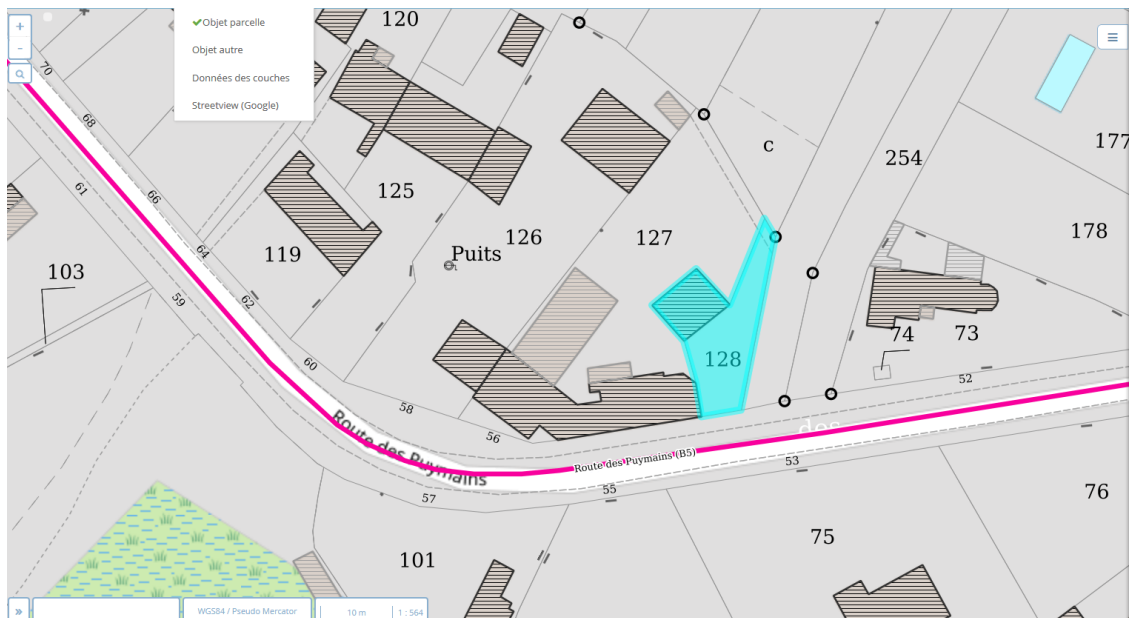 +
-
Objet parcelle
Objet autre
Données des couches
Streetview (Google)
120
70
68
66
64
62
60
58
56
61
59
57
55
53
52
c
254
177
178
125
126
127
Puits
119
103
128
74
73
Route des Puymains
des
Route des Puymains (B5)
76
75
101
»
WGS84 / Pseudo Mercator
10 m
1 : 564